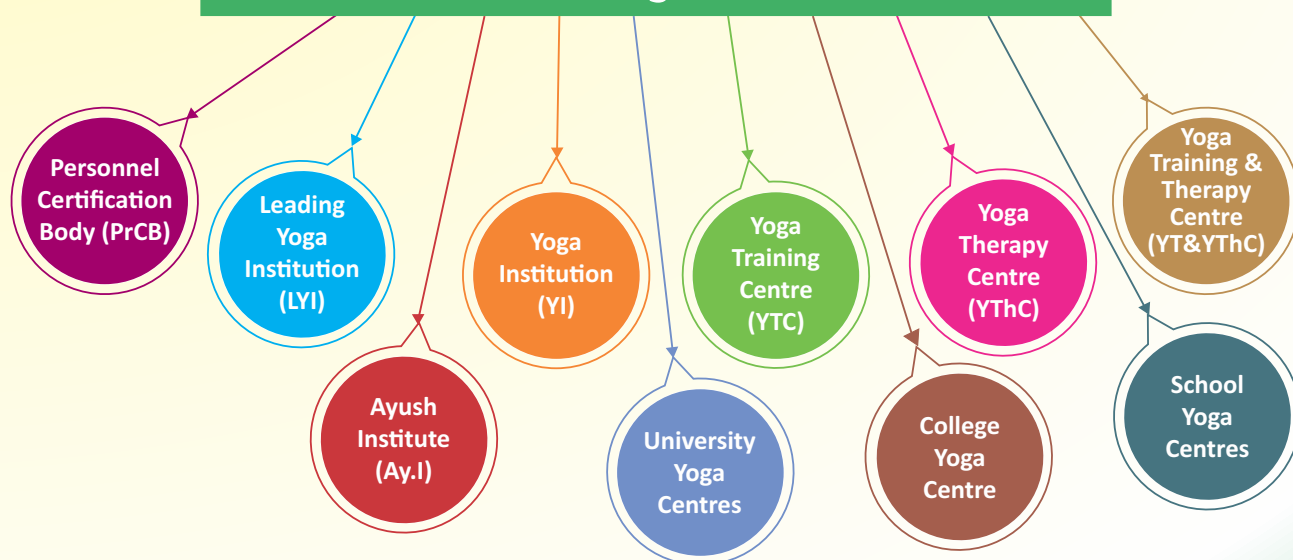 Personnel
Certification
Body (PrCB)
Leading
Yoga
Institution
(LYI)
Ayush
Institute
(Ay.I)
Yoga
Institution
(YI)
University
Yoga
Centres
Yoga
Training
Centre
(YTC)
College
Yoga
Centre
Yoga
Therapy
Centre
(YThC)
School
Yoga
Centres
Yoga
Training &
Therapy
Centre
(YT&YThC)